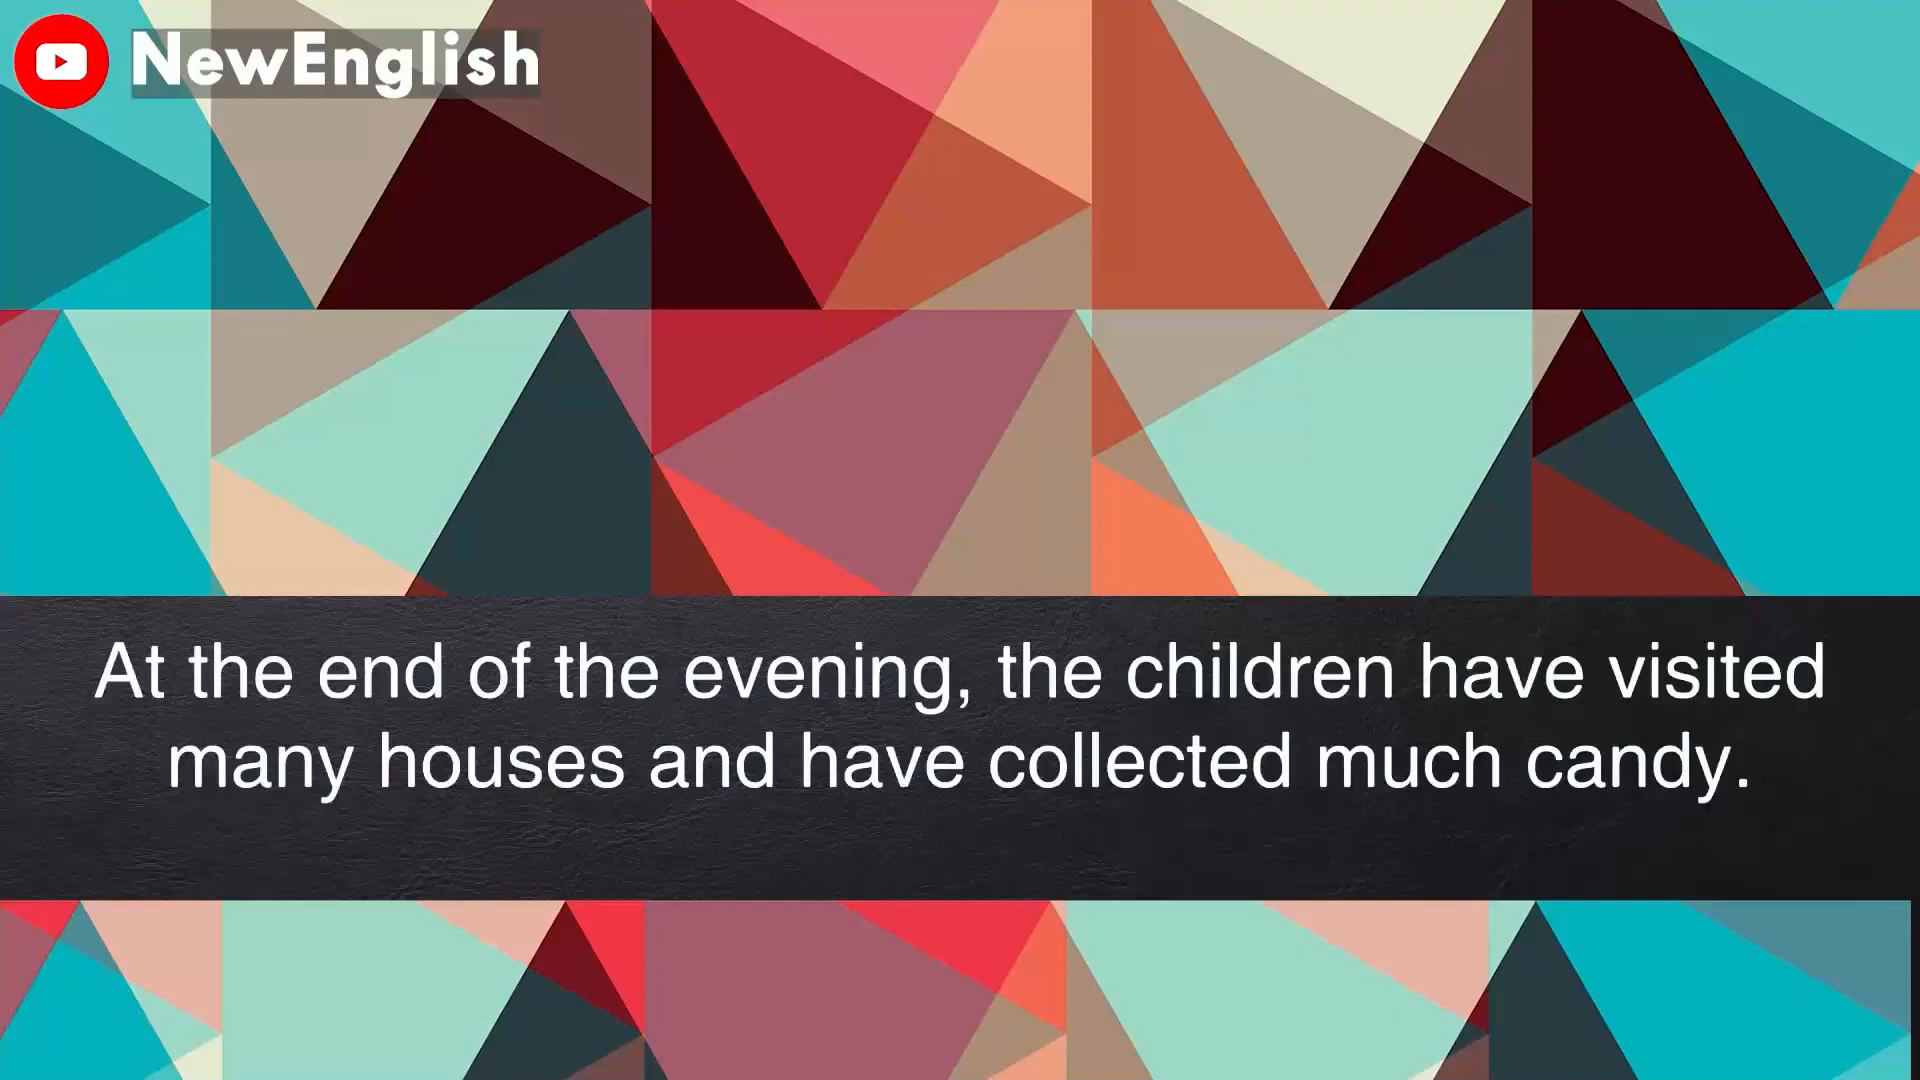 NewEnglish
At the end of the evening, the children have visited
many houses and have collected much candy.